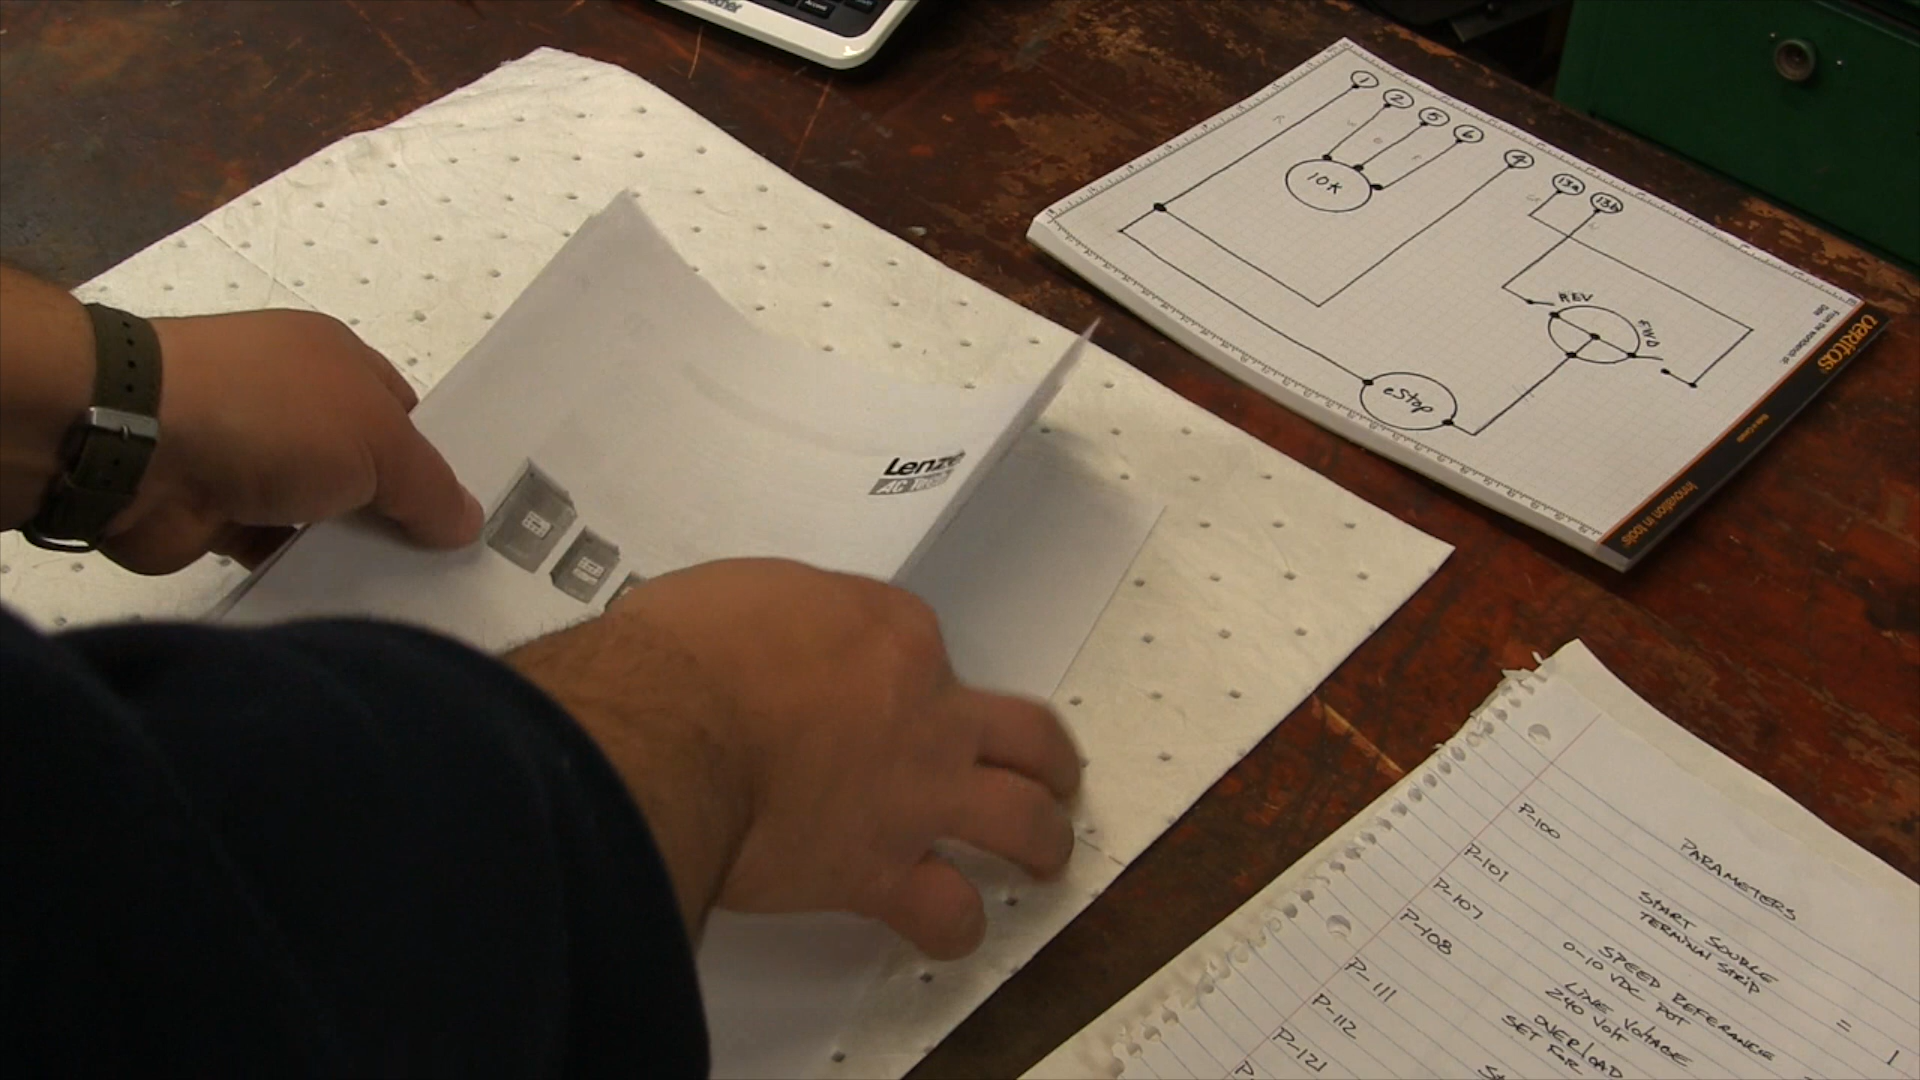 1
2
5
6
4
13a
13b
R
10K
REV
FWD
eStop
Veritas
Innovation in tools
Lenze
AC Tech
PARAMETERS
P-100 START SOURCE = 1
TERMINAL STRIP
P-101 SPEED REFERANCE
0-10 VDC POT
P-107 LINE VOLTAGE
240 VOLT
P-108 OVERLOAD
SET FOR
P-111
P-112
P-121